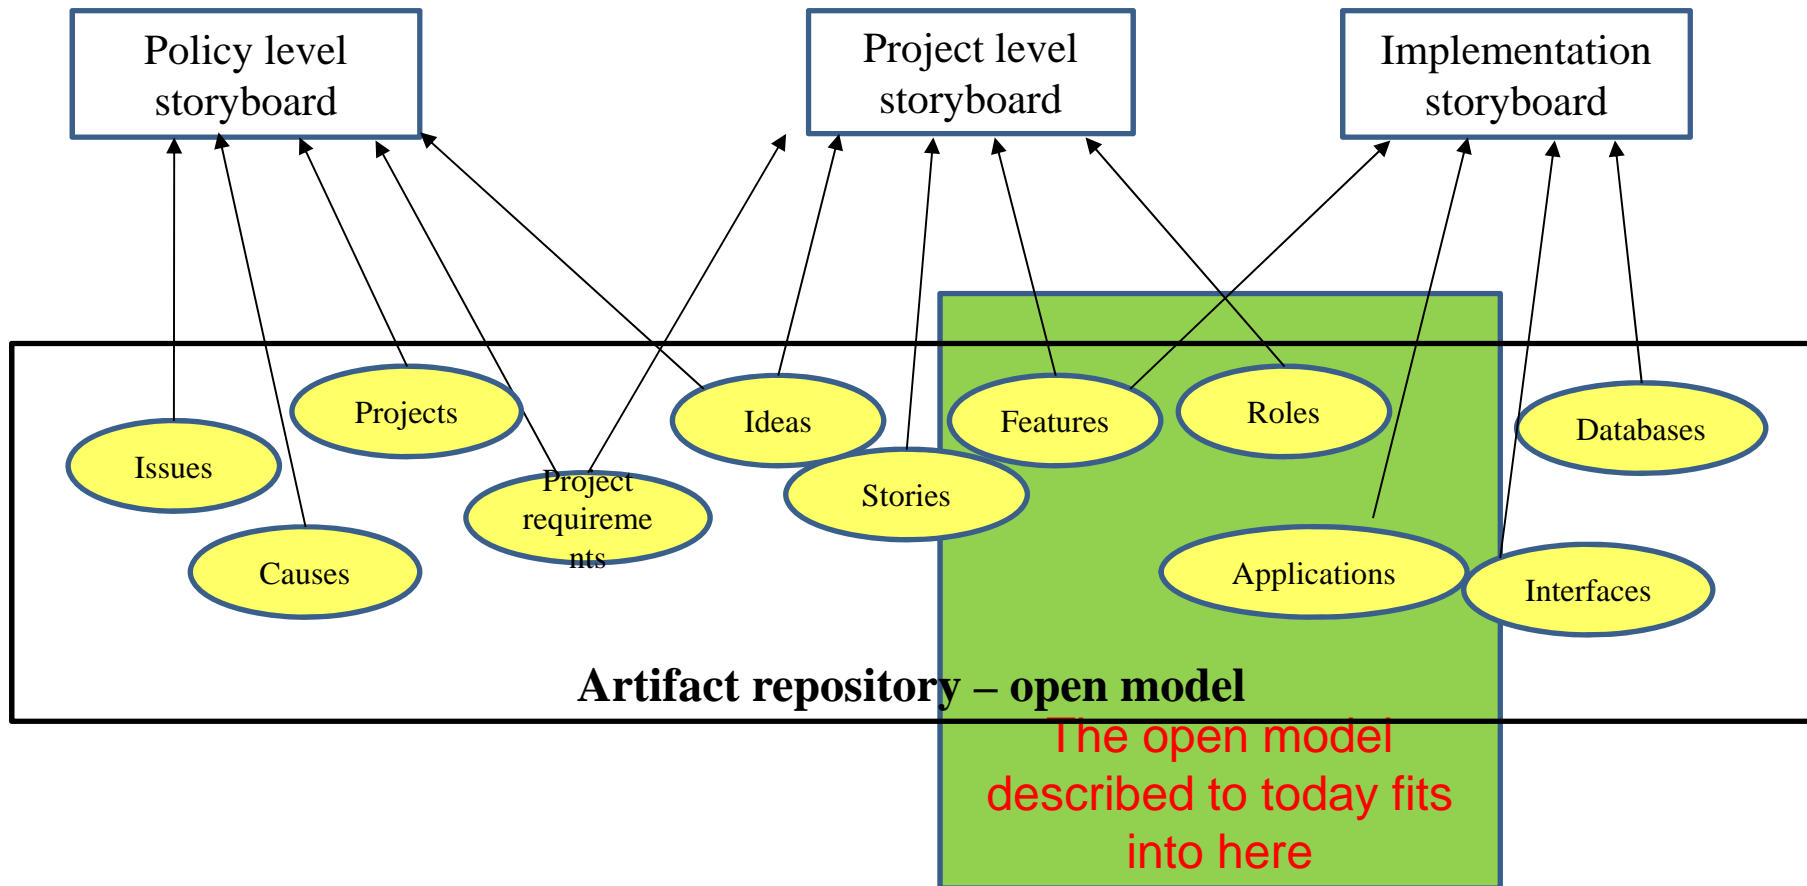 Policy level
storyboard
Project level
storyboard
Implementation
storyboard
Projects
Ideas
Features
Roles
Databases
Issues
Project
requireme
nts
Stories
Causes
Applications
Interfaces
Artifact repository – open model
The open model
described to today fits
into here